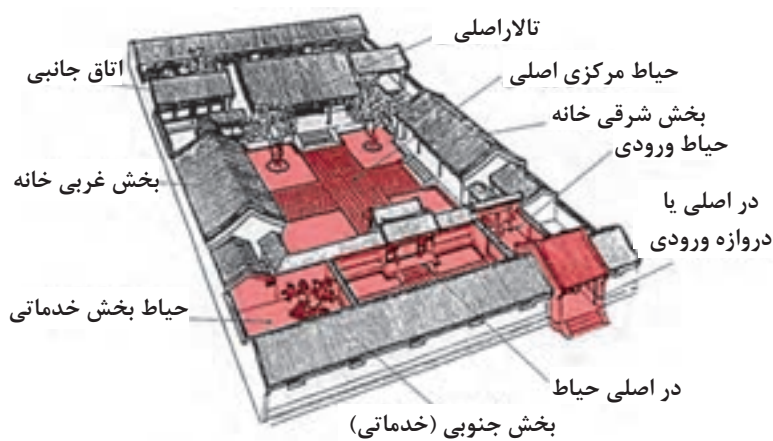 تالاراصلی
حیاط مرکزی اصلی
اتاق جانبی
بخش شرقی خانه
حیاط ورودی
بخش غربی خانه
در اصلی یا
دروازه ورودی
حیاط بخش خدماتی
در اصلی حیاط
بخش جنوبی (خدماتی)